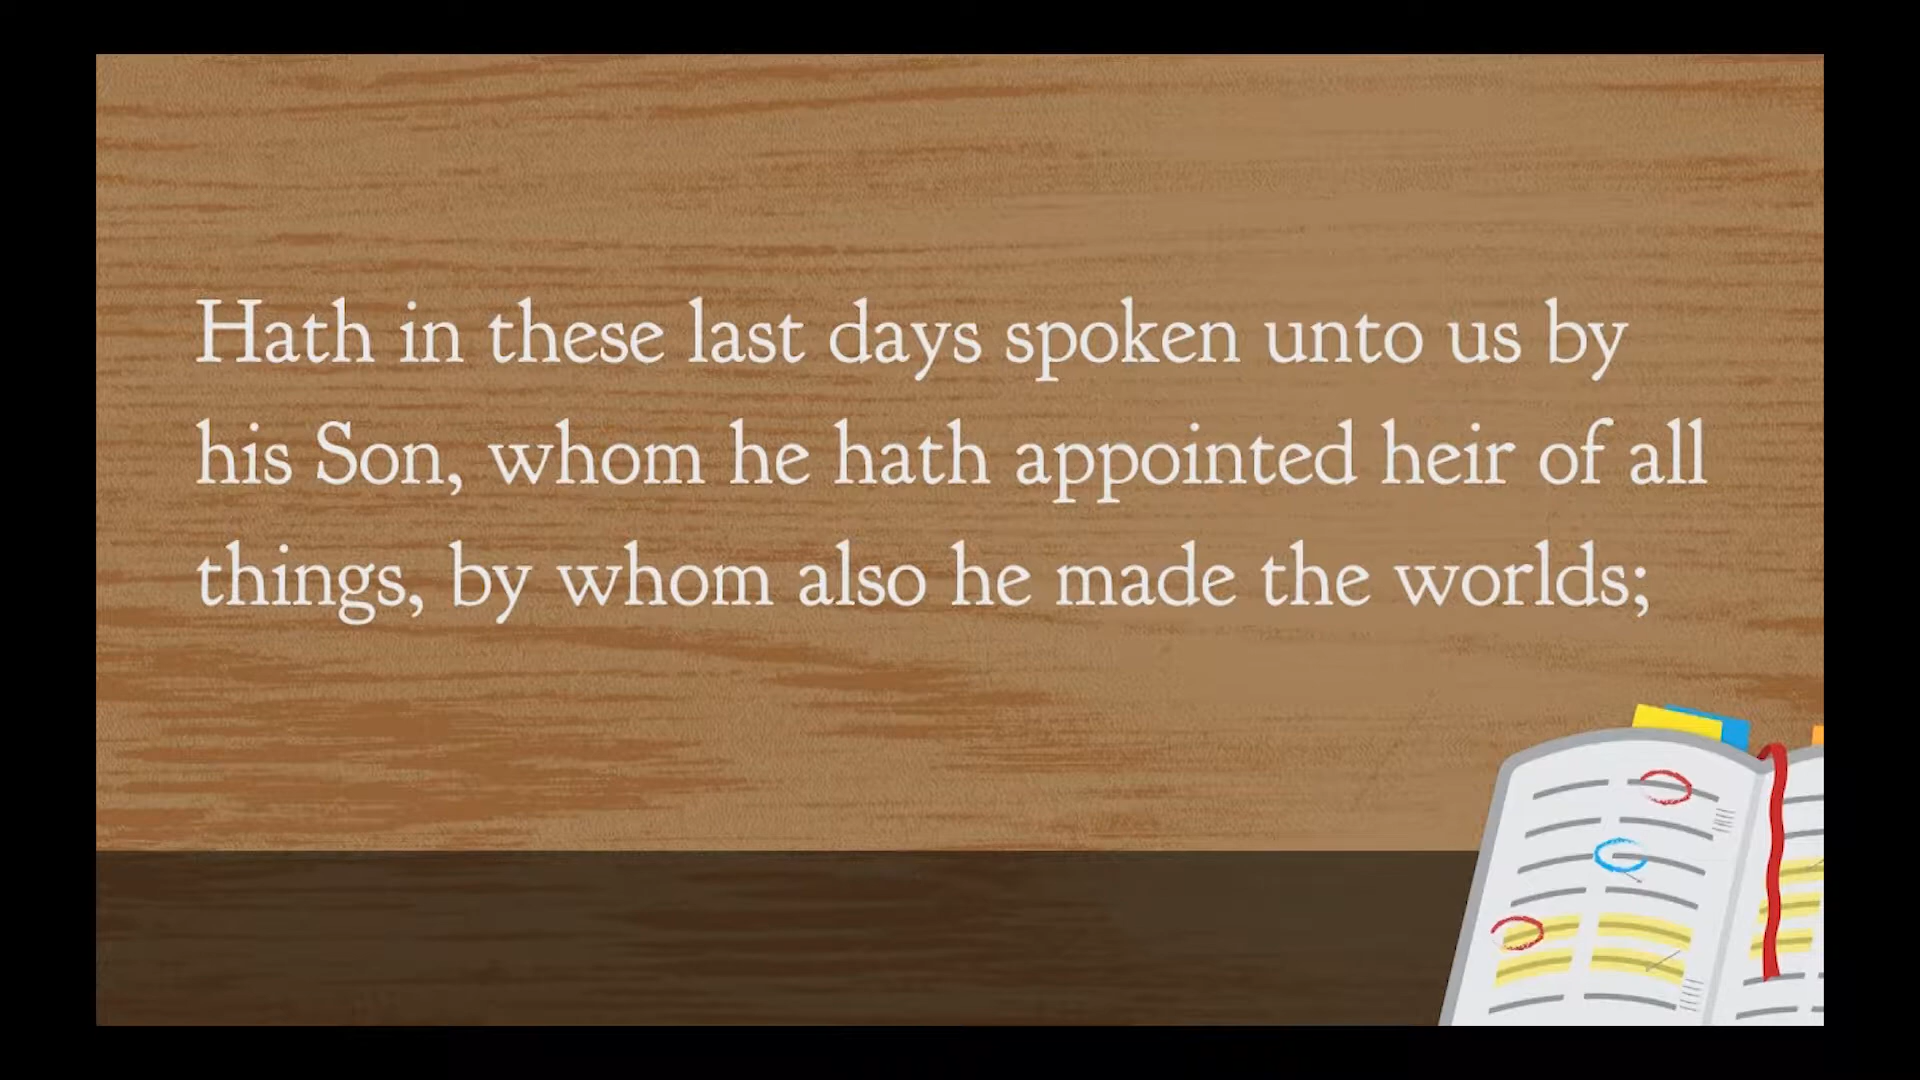 Hath in these last days spoken unto us by
his Son, whom he hath appointed heir of all
things, by whom also he made the worlds;